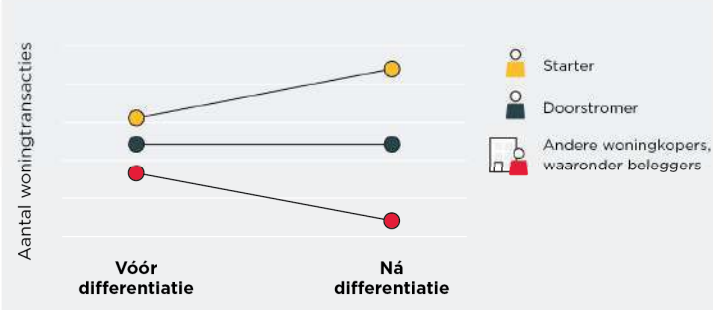 Aantal woningtransacties
Starter
Doorstromer
Andere woningkopers,
waaronder beleggers
Vóór
differentiatie
Ná
differentiatie